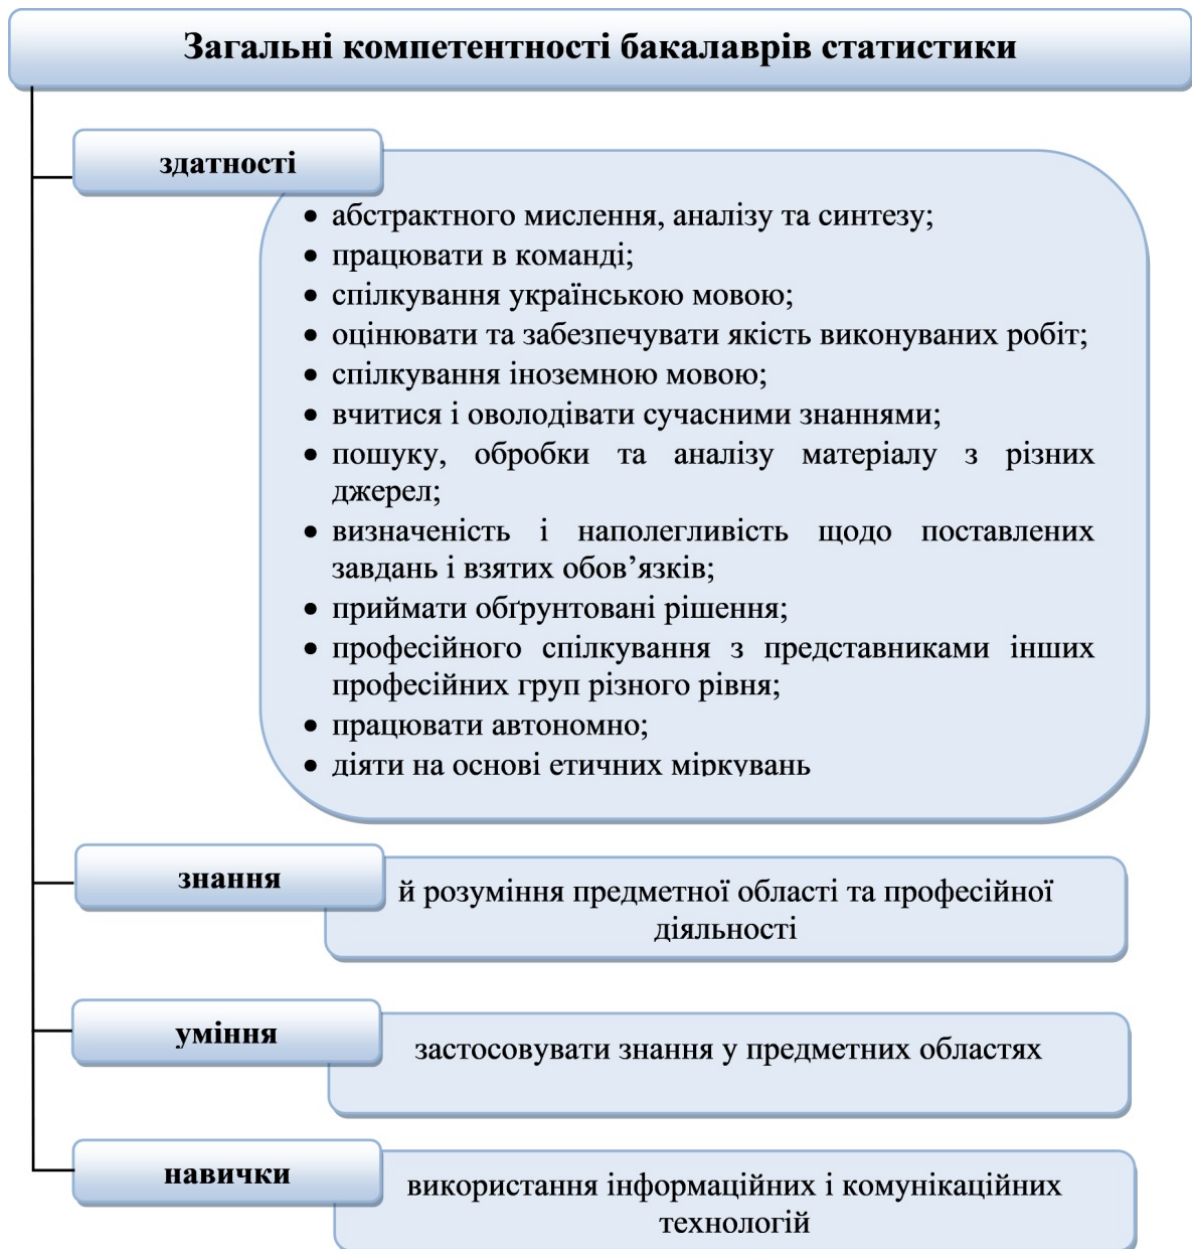 Загальні компетентності бакалаврів статистики
здатності
• абстрактного мислення, аналізу та синтезу;
• працювати в команді;
• спілкування українською мовою;
• оцінювати та забезпечувати якість виконуваних робіт;
• спілкування іноземною мовою;
• вчитися і оволодівати сучасними знаннями;
• пошуку, обробки та аналізу матеріалу з різних
джерел;
• визначеність і наполегливість щодо поставлених
завдань і взятих обов’язків;
• приймати обґрунтовані рішення;
• професійного спілкування з представниками інших
професійних груп різного рівня;
• працювати автономно;
• діяти на основі етичних міркувань
знання
й розуміння предметної області та професійної
діяльності
уміння
застосовувати знання у предметних областях
навички
використання інформаційних і комунікаційних
технологій